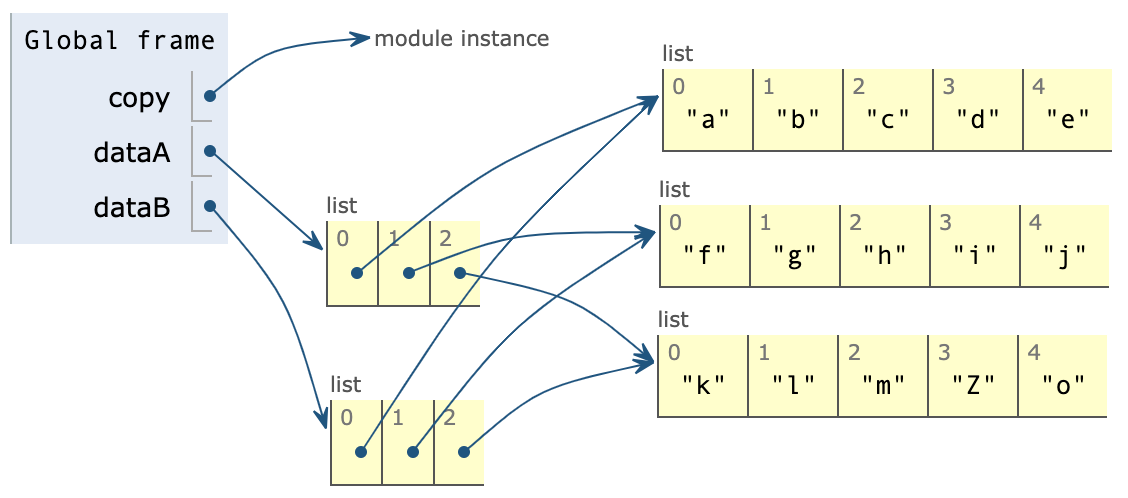 Global frame
copy
module instance
dataA
dataB
list
0 1 2
list
0 1 2
list
0 1 2 3 4
"a" "b" "c" "d" "e"
list
0 1 2 3 4
"f" "g" "h" "i" "j"
list
0 1 2 3 4
"k" "l" "m" "Z" "o"